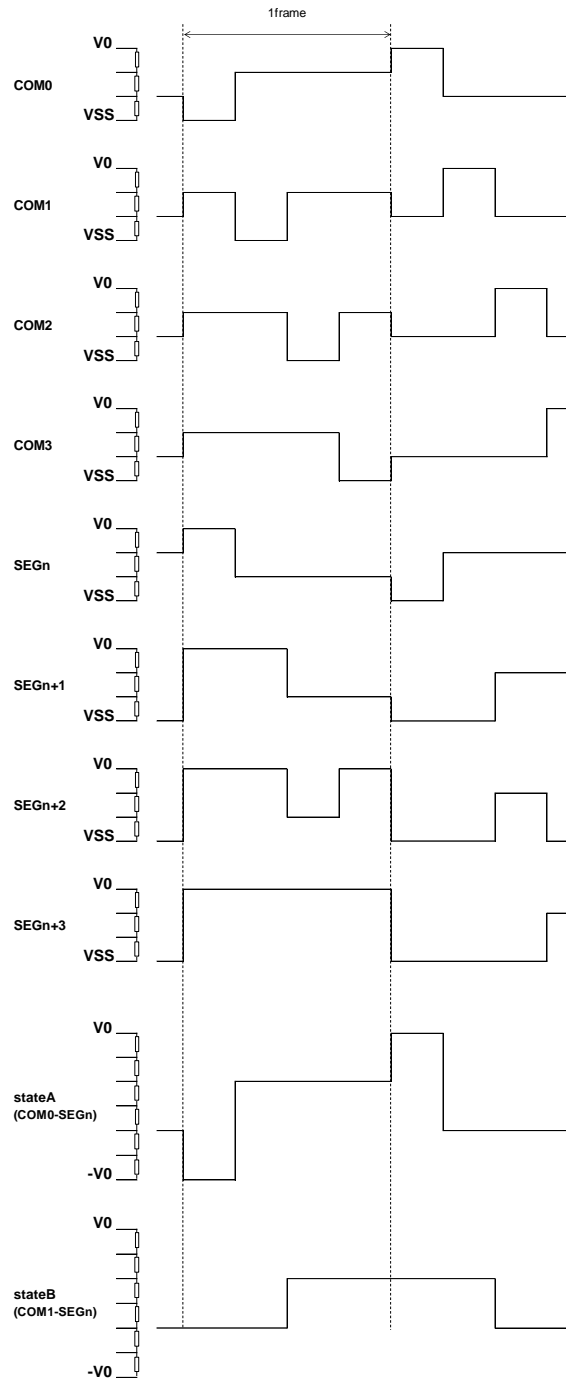 1frame
V0
COM0
VSS
V0
COM1
VSS
V0
COM2
VSS
V0
COM3
VSS
V0
SEGn
VSS
V0
SEGn+1
VSS
V0
SEGn+2
VSS
V0
SEGn+3
VSS
V0
stateA
(COM0-SEGn)
-V0
V0
stateB
(COM1-SEGn)
-V0